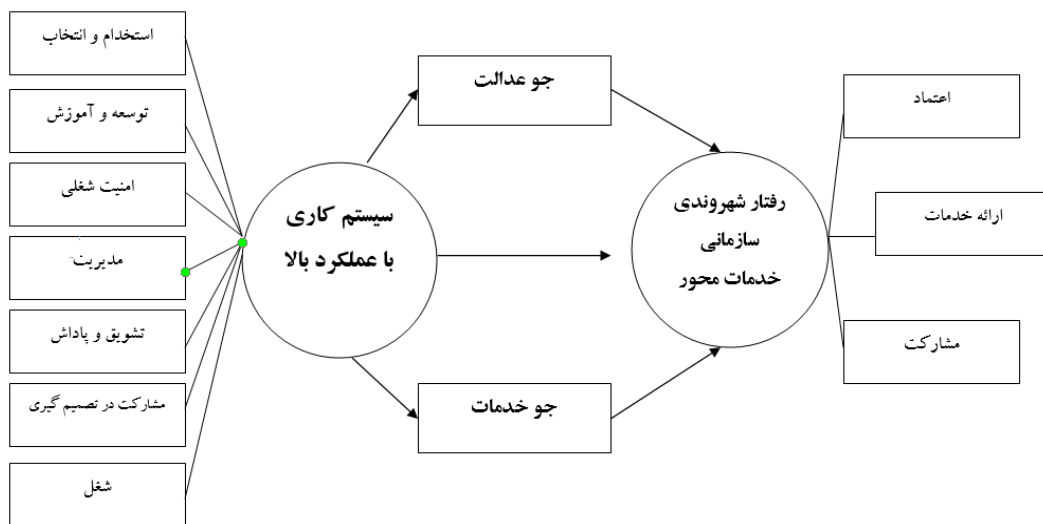 استخدام و انتخاب
توسعه و آموزش
امنیت شغلی
مدیریت
تشویق و پاداش
مشارکت در تصمیم گیری
شغل
سیستم کاری
با عملکرد بالا
جو عدالت
جو خدمات
رفتار شهروندی
سازمانی
خدمات محور
اعتماد
ارائه خدمات
مشارکت